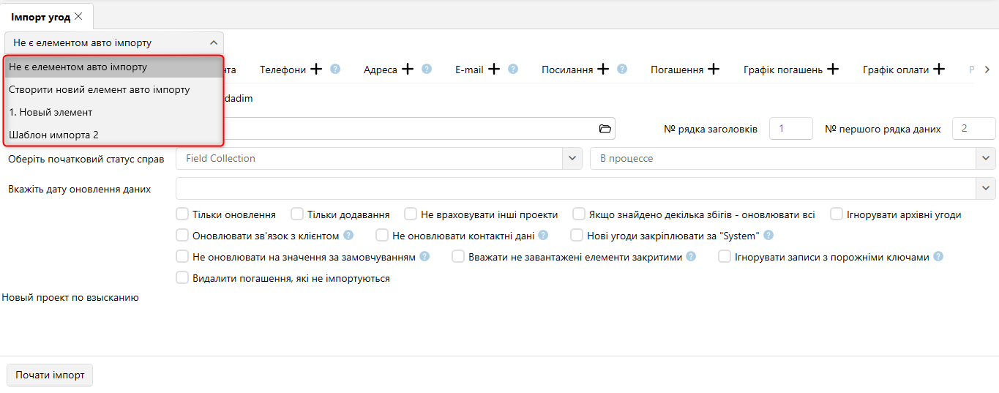 Імпорт угод
Не є елементом авто імпорту
Не є елементом авто імпорту
Створити новий елемент авто імпорту
1. Новый элемент
Шаблон импорта 2
нта Телефони Адреса E-mail Посилання Погашення Графік погашень Графік оплати Р
dadim
№ рядка заголовків 1 № першого рядка даних 2
Оберіть початковий статус справ Field Collection В процессе
Вкажіть дату оновлення даних
Тільки оновлення Тільки додавання Не враховувати інші проекти Якщо знайдено декілька збігів - оновлювати всі Ігнорувати архівні угоди
Оновлювати зв'язок з клієнтом ? Не оновлювати контактні дані ? Нові угоди закріплювати за "System" ?
Не оновлювати на значення за замовчуванням ? Вважати не завантажені елементи закритими ? Ігнорувати записи з порожніми ключами ?
Видалити погашення, які не імпортуються
Новый проект по взысканию
Почати імпорт